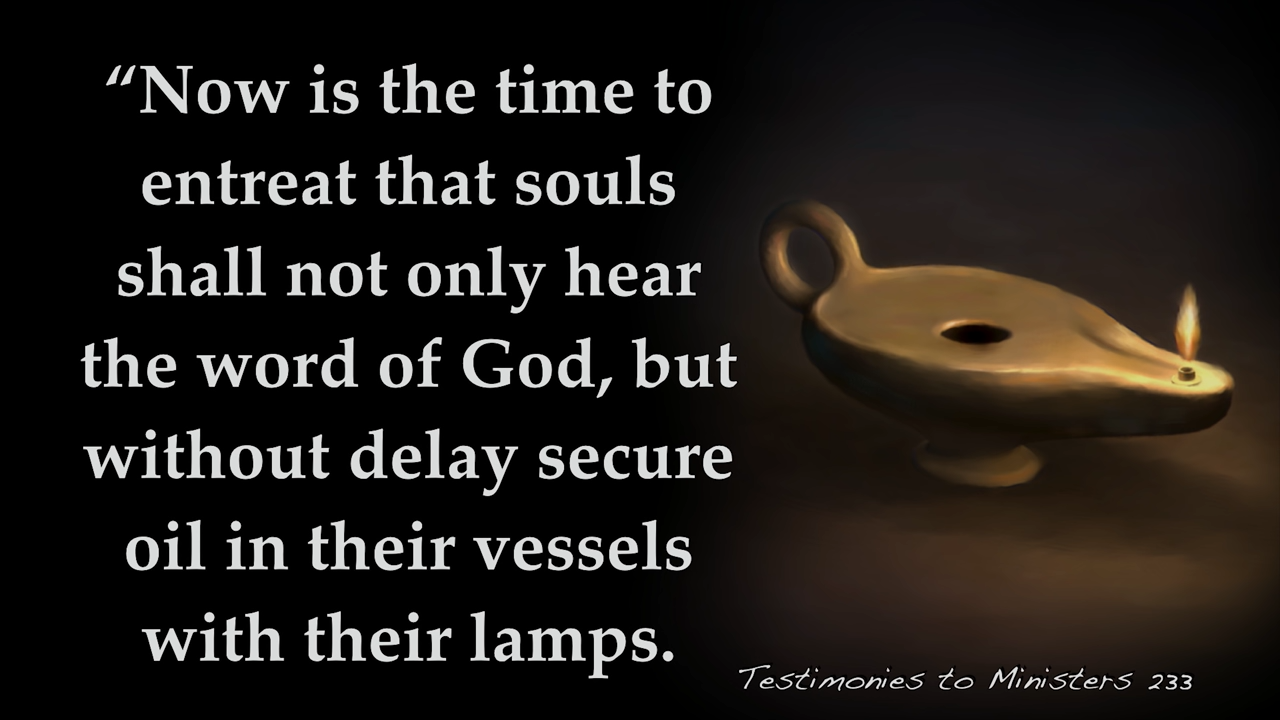 “Now is the time to
entreat that souls
shall not only hear
the word of God, but
without delay secure
oil in their vessels
with their lamps.
Testimonies to Ministers 233